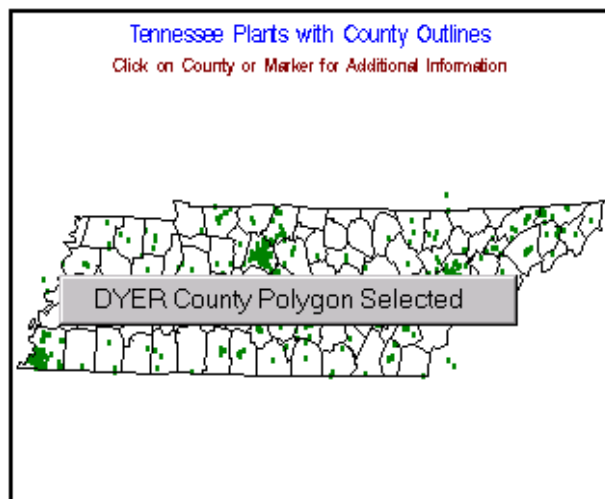 Tennessee Plants with County Outlines
Click on County or Marker for Additional Information
DYER County Polygon Selected